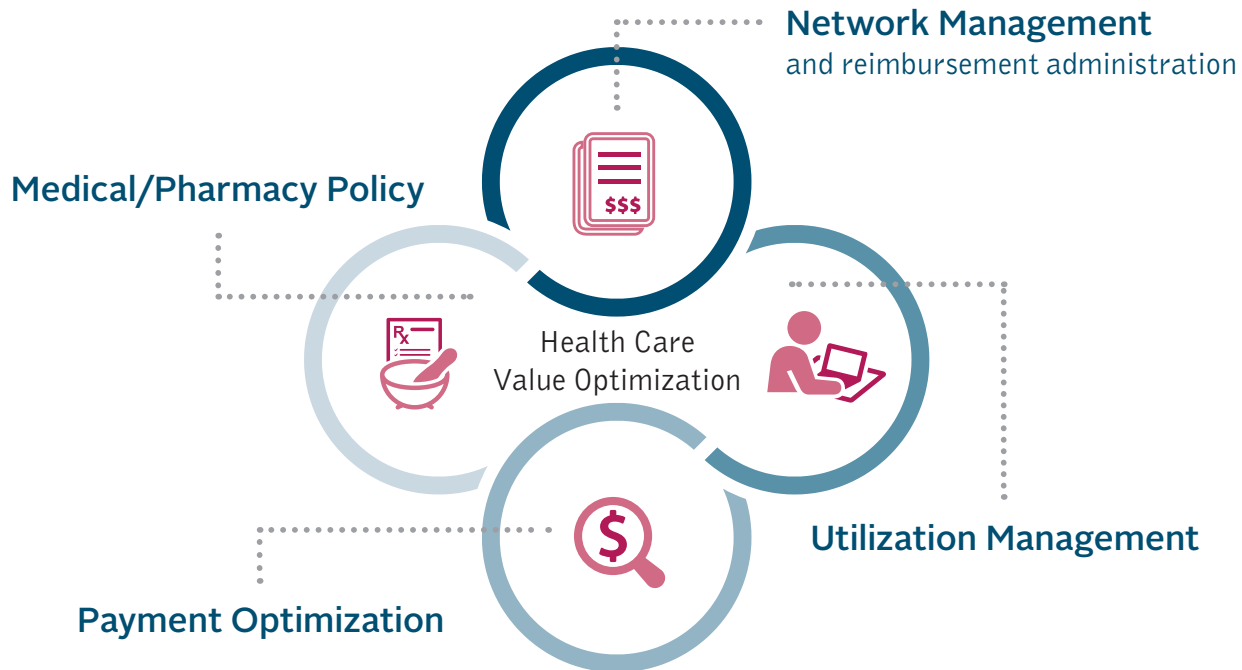 Network Management
and reimbursement administration
$$$
Medical/Pharmacy Policy
Rx
Health Care
Value Optimization
$
Utilization Management
Payment Optimization